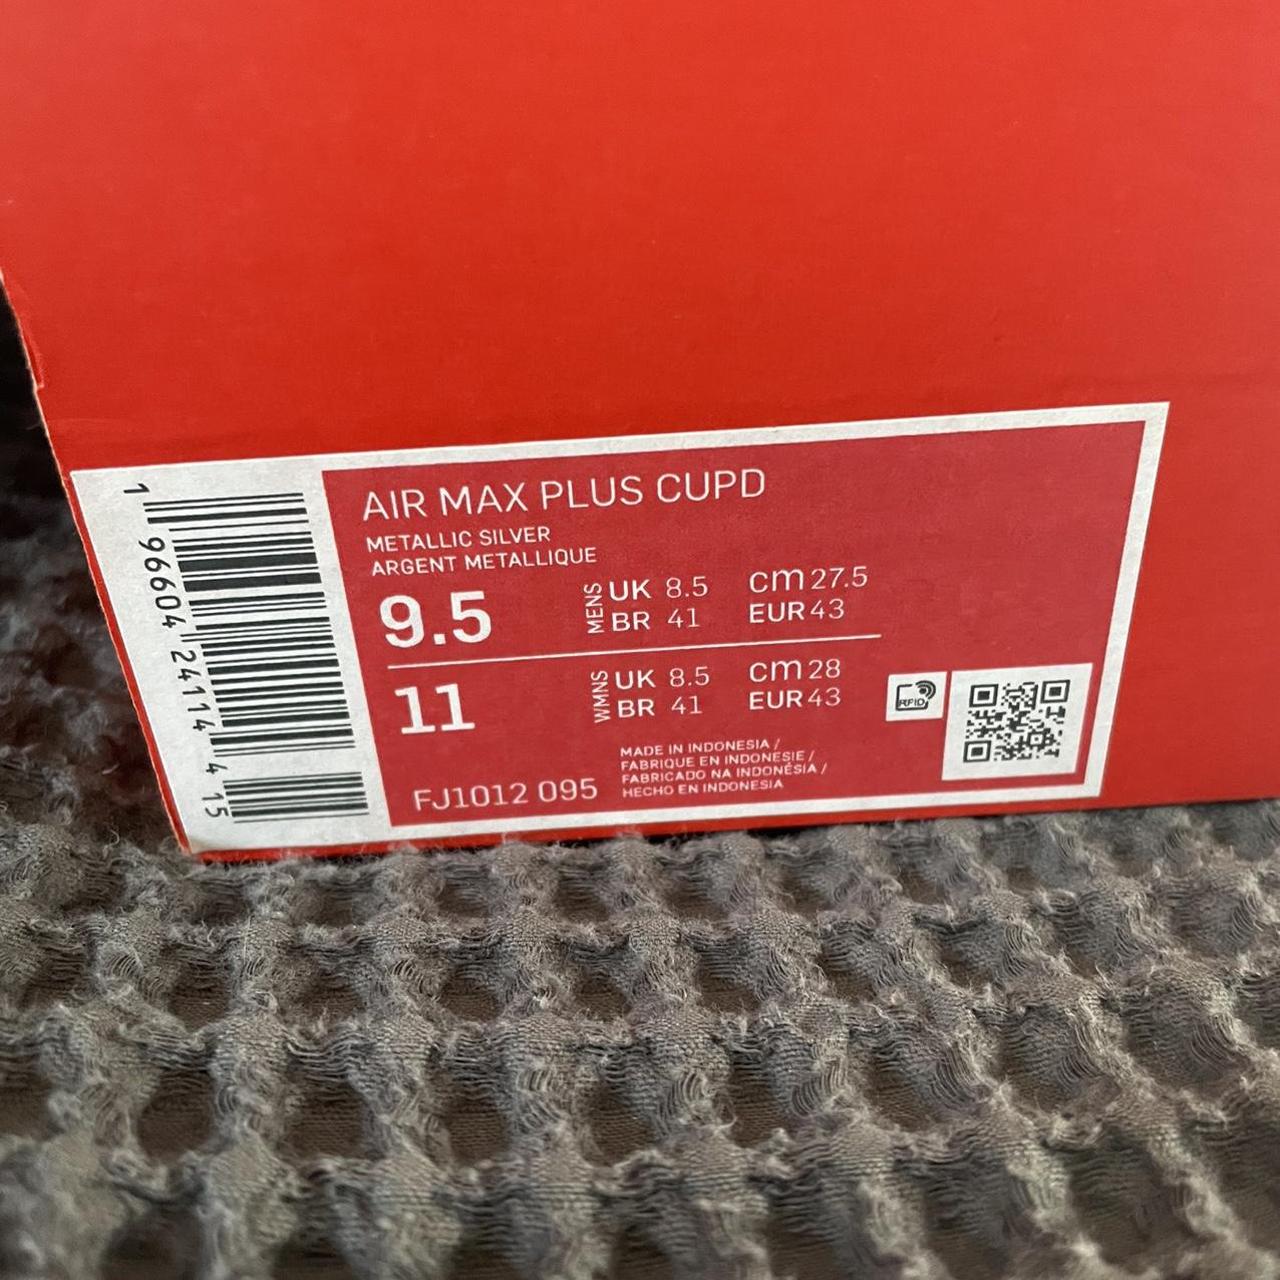 1 96604 24114 4 15
AIR MAX PLUS CUPD
METALLIC SILVER
ARGENT METALLIQUE
9.5 MENS UK 8.5 cm 27.5
BR 41 EUR 43
11 WMNS UK 8.5 cm 28
BR 41 EUR 43
RFID
FJ1012 095
MADE IN INDONESIA /
FABRIQUE EN INDONESIE /
FABRICADO NA INDONÉSIA /
HECHO EN INDONESIA